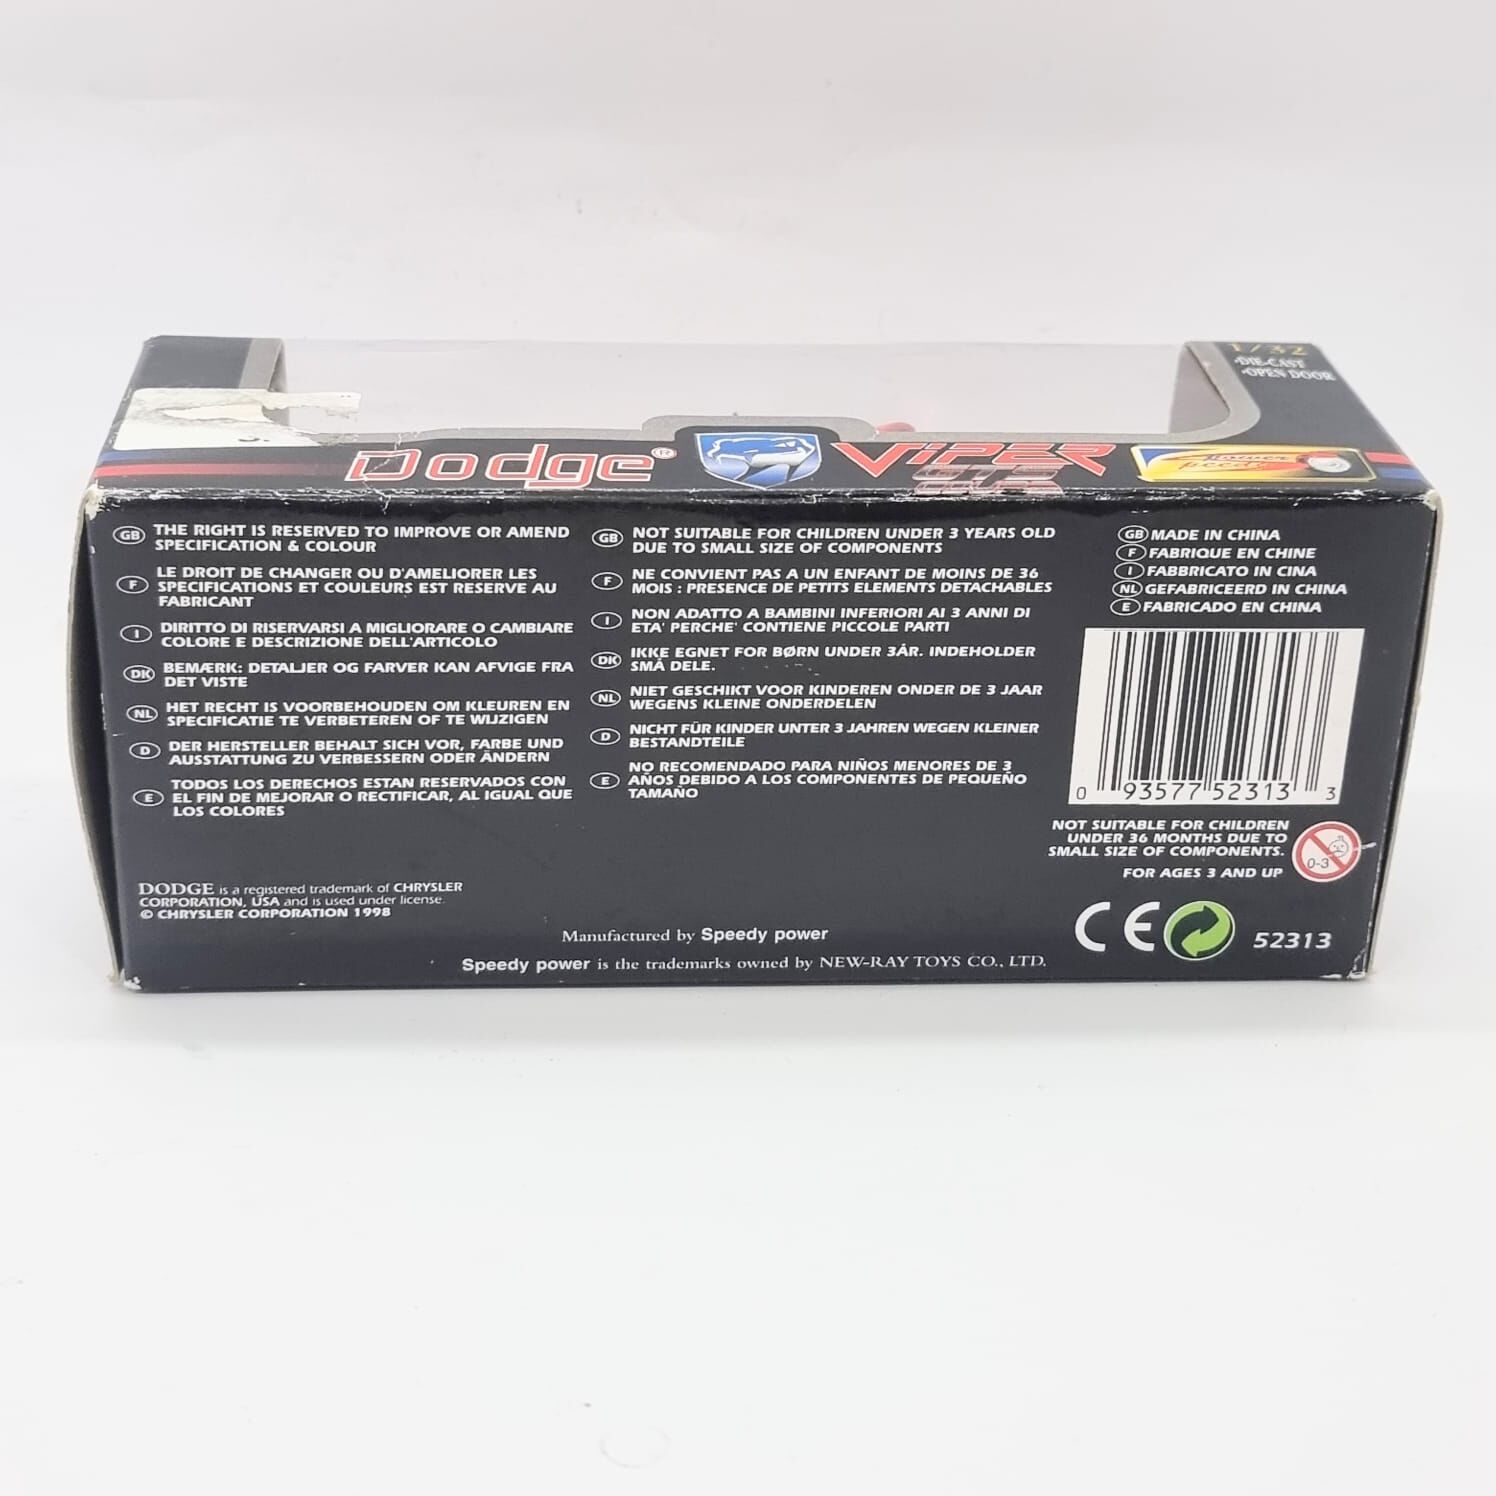 1/32
•DIE-CAST
•OPEN DOOR
Dodge® VIPER
GTS
COUPE
GB THE RIGHT IS RESERVED TO IMPROVE OR AMEND
SPECIFICATION & COLOUR
F LE DROIT DE CHANGER OU D'AMELIORER LES
SPECIFICATIONS ET COULEURS EST RESERVE AU
FABRICANT
I DIRITTO DI RISERVARSI A MIGLIORARE O CAMBIARE
COLORE E DESCRIZIONE DELL'ARTICOLO
DK BEMÆRK: DETALJER OG FARVER KAN AFVIGE FRA
DET VISTE
NL HET RECHT IS VOORBEHOUDEN OM KLEUREN EN
SPECIFICATIE TE VERBETEREN OF TE WIJZIGEN
D DER HERSTELLER BEHALT SICH VOR, FARBE UND
AUSSTATTUNG ZU VERBESSERN ODER ÄNDERN
E TODOS LOS DERECHOS ESTAN RESERVADOS CON
EL FIN DE MEJORAR O RECTIFICAR, AL IGUAL QUE
LOS COLORES
GB NOT SUITABLE FOR CHILDREN UNDER 3 YEARS OLD
DUE TO SMALL SIZE OF COMPONENTS
F NE CONVIENT PAS A UN ENFANT DE MOINS DE 36
MOIS : PRESENCE DE PETITS ELEMENTS DETACHABLES
I NON ADATTO A BAMBINI INFERIORI AI 3 ANNI DI
ETA' PERCHE' CONTIENE PICCOLE PARTI
DK IKKE EGNET FOR BØRN UNDER 3ÅR. INDEHOLDER
SMÅ DELE.
NL NIET GESCHIKT VOOR KINDEREN ONDER DE 3 JAAR
WEGENS KLEINE ONDERDELEN
D NICHT FÜR KINDER UNTER 3 JAHREN WEGEN KLEINER
BESTANDTEILE
E NO RECOMENDADO PARA NIÑOS MENORES DE 3
AÑOS DEBIDO A LOS COMPONENTES DE PEQUEÑO
TAMAÑO
GB MADE IN CHINA
F FABRIQUE EN CHINE
I FABBRICATO IN CINA
NL GEFABRICEERD IN CHINA
E FABRICADO EN CHINA
0 93577 52313 3
NOT SUITABLE FOR CHILDREN
UNDER 36 MONTHS DUE TO
SMALL SIZE OF COMPONENTS.
FOR AGES 3 AND UP
0-3
CE
52313
DODGE is a registered trademark of CHRYSLER
CORPORATION, USA and is used under license.
© CHRYSLER CORPORATION 1998
Manufactured by Speedy power
Speedy power is the trademarks owned by NEW-RAY TOYS CO., LTD.